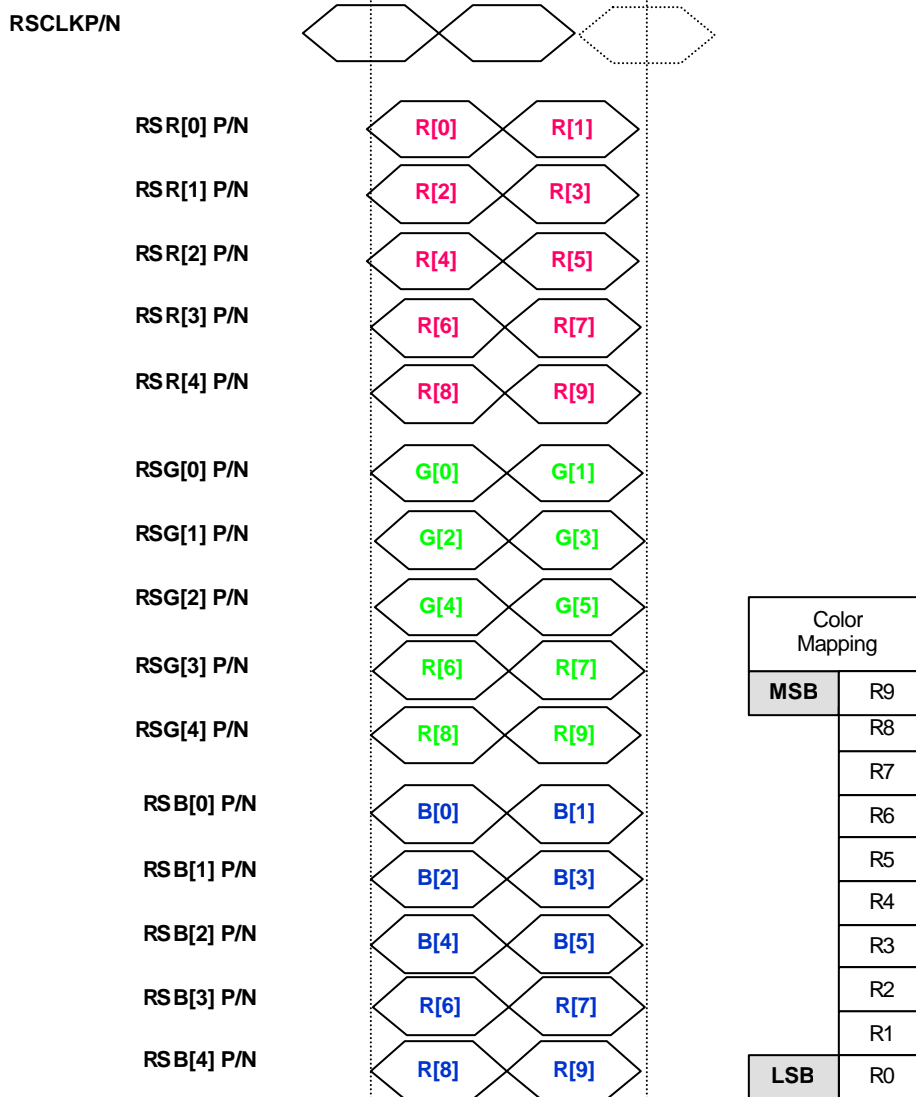 RSCLKP/N
RSR[0] P/N R[0] R[1]
RSR[1] P/N R[2] R[3]
RSR[2] P/N R[4] R[5]
RSR[3] P/N R[6] R[7]
RSR[4] P/N R[8] R[9]
RSG[0] P/N G[0] G[1]
RSG[1] P/N G[2] G[3]
RSG[2] P/N G[4] G[5]
RSG[3] P/N R[6] R[7]
RSG[4] P/N R[8] R[9]
RSB[0] P/N B[0] B[1]
RSB[1] P/N B[2] B[3]
RSB[2] P/N B[4] B[5]
RSB[3] P/N R[6] R[7]
RSB[4] P/N R[8] R[9]
Color
Mapping
MSB R9
R8
R7
R6
R5
R4
R3
R2
R1
LSB R0